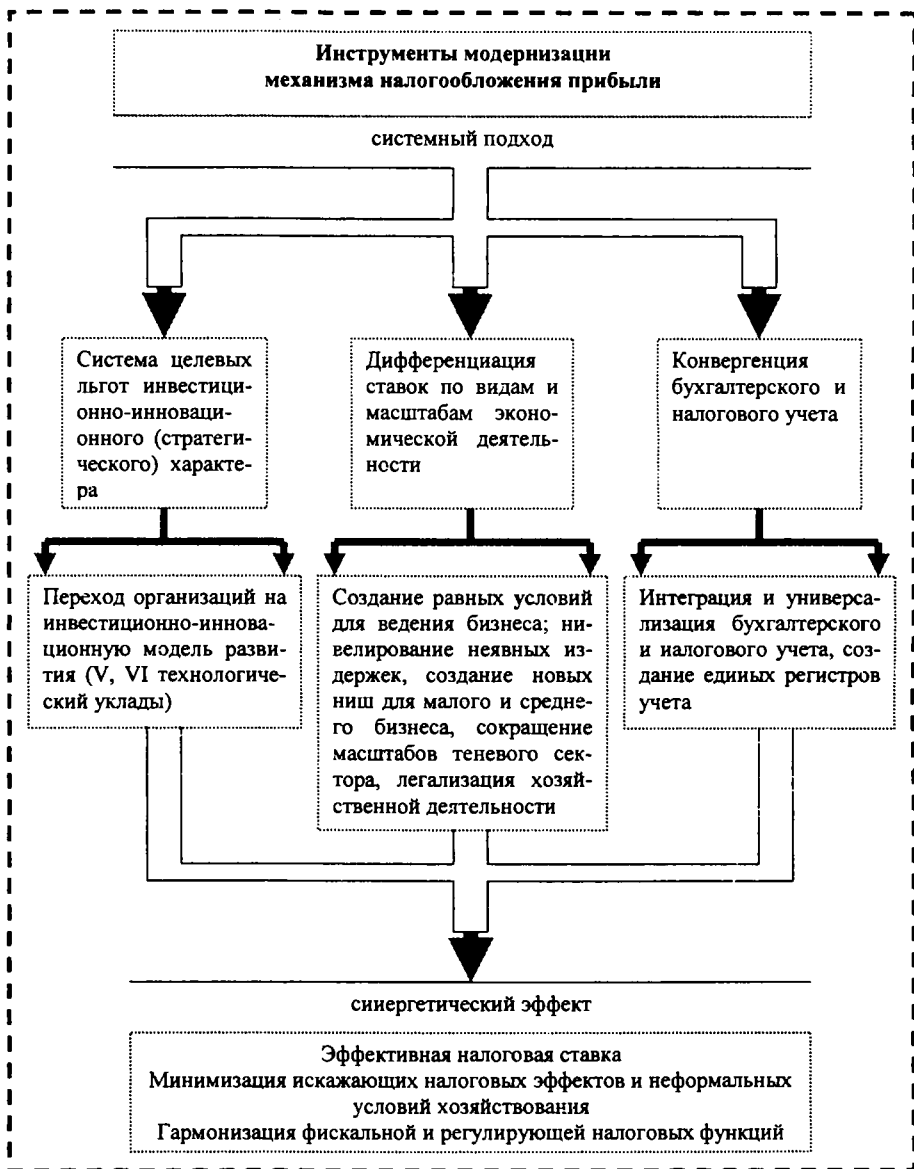 Инструменты модернизации
механизма налогообложения прибыли
системный подход
Система целевых
льгот инвестици-
онно-инноваци-
онного (стратеги-
ческого) характе-
ра
Дифференциация
ставок по видам и
масштабам эконо-
мической деятель-
ности
Конвергенция
бухгалтерского и
налогового учета
Переход организаций на
инвестиционно-иннова-
ционную модель разви-
тия (V, VI технологиче-
ский уклады)
Создание равных условий
для ведения бизнеса; ни-
велирование неявных из-
держек, создание новых
ниш для малого и средне-
го бизнеса, сокращение
масштабов теневого сек-
тора, легализация хозяй-
ственной деятельности
Интеграция и универса-
лизация бухгалтерского
и налогового учета, соз-
дание единых регистров
учета
синергетический эффект
Эффективная налоговая ставка
Минимизация искажающих налоговых эффектов и неформальных
условий хозяйствования
Гармонизация фискальной и регулирующей налоговых функций